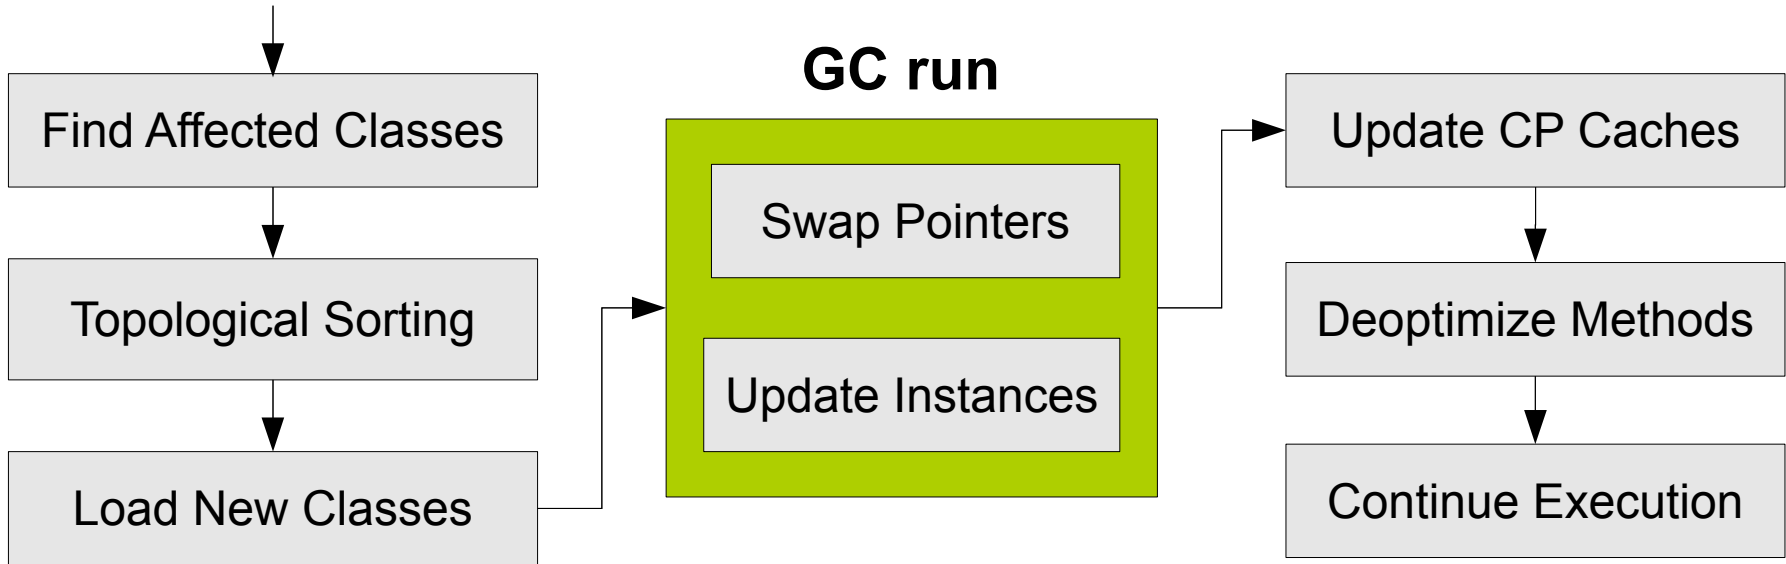 Find Affected Classes
Topological Sorting
Load New Classes
GC run
Swap Pointers
Update Instances
Update CP Caches
Deoptimize Methods
Continue Execution